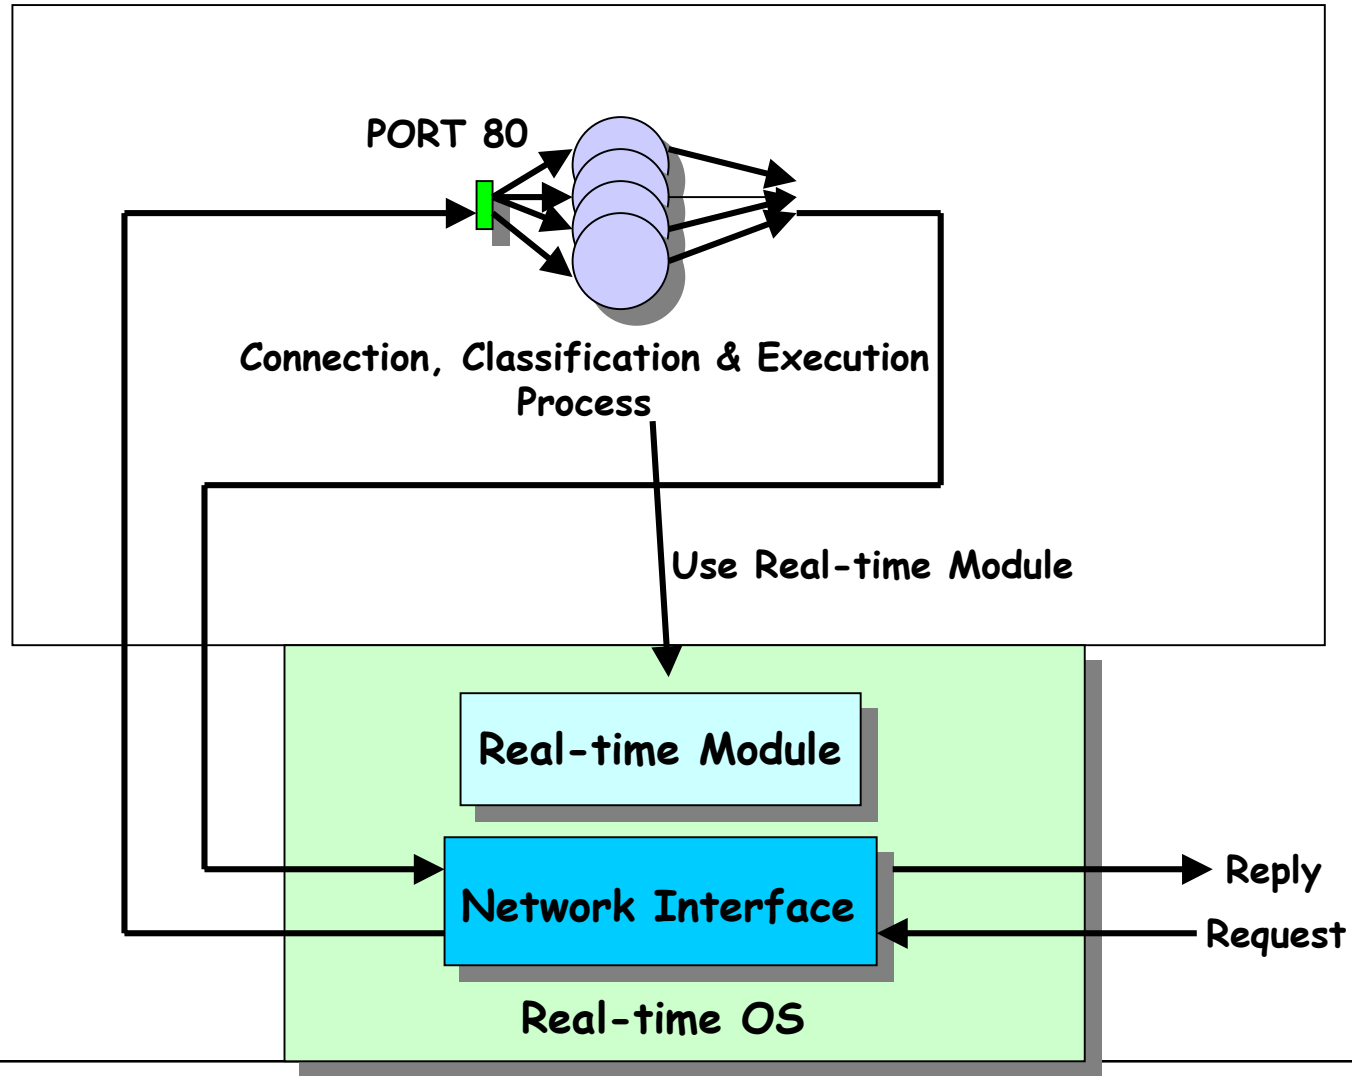 PORT 80
Connection, Classification & Execution
Process
Use Real-time Module
Real-time Module
Network Interface
Reply
Request
Real-time OS